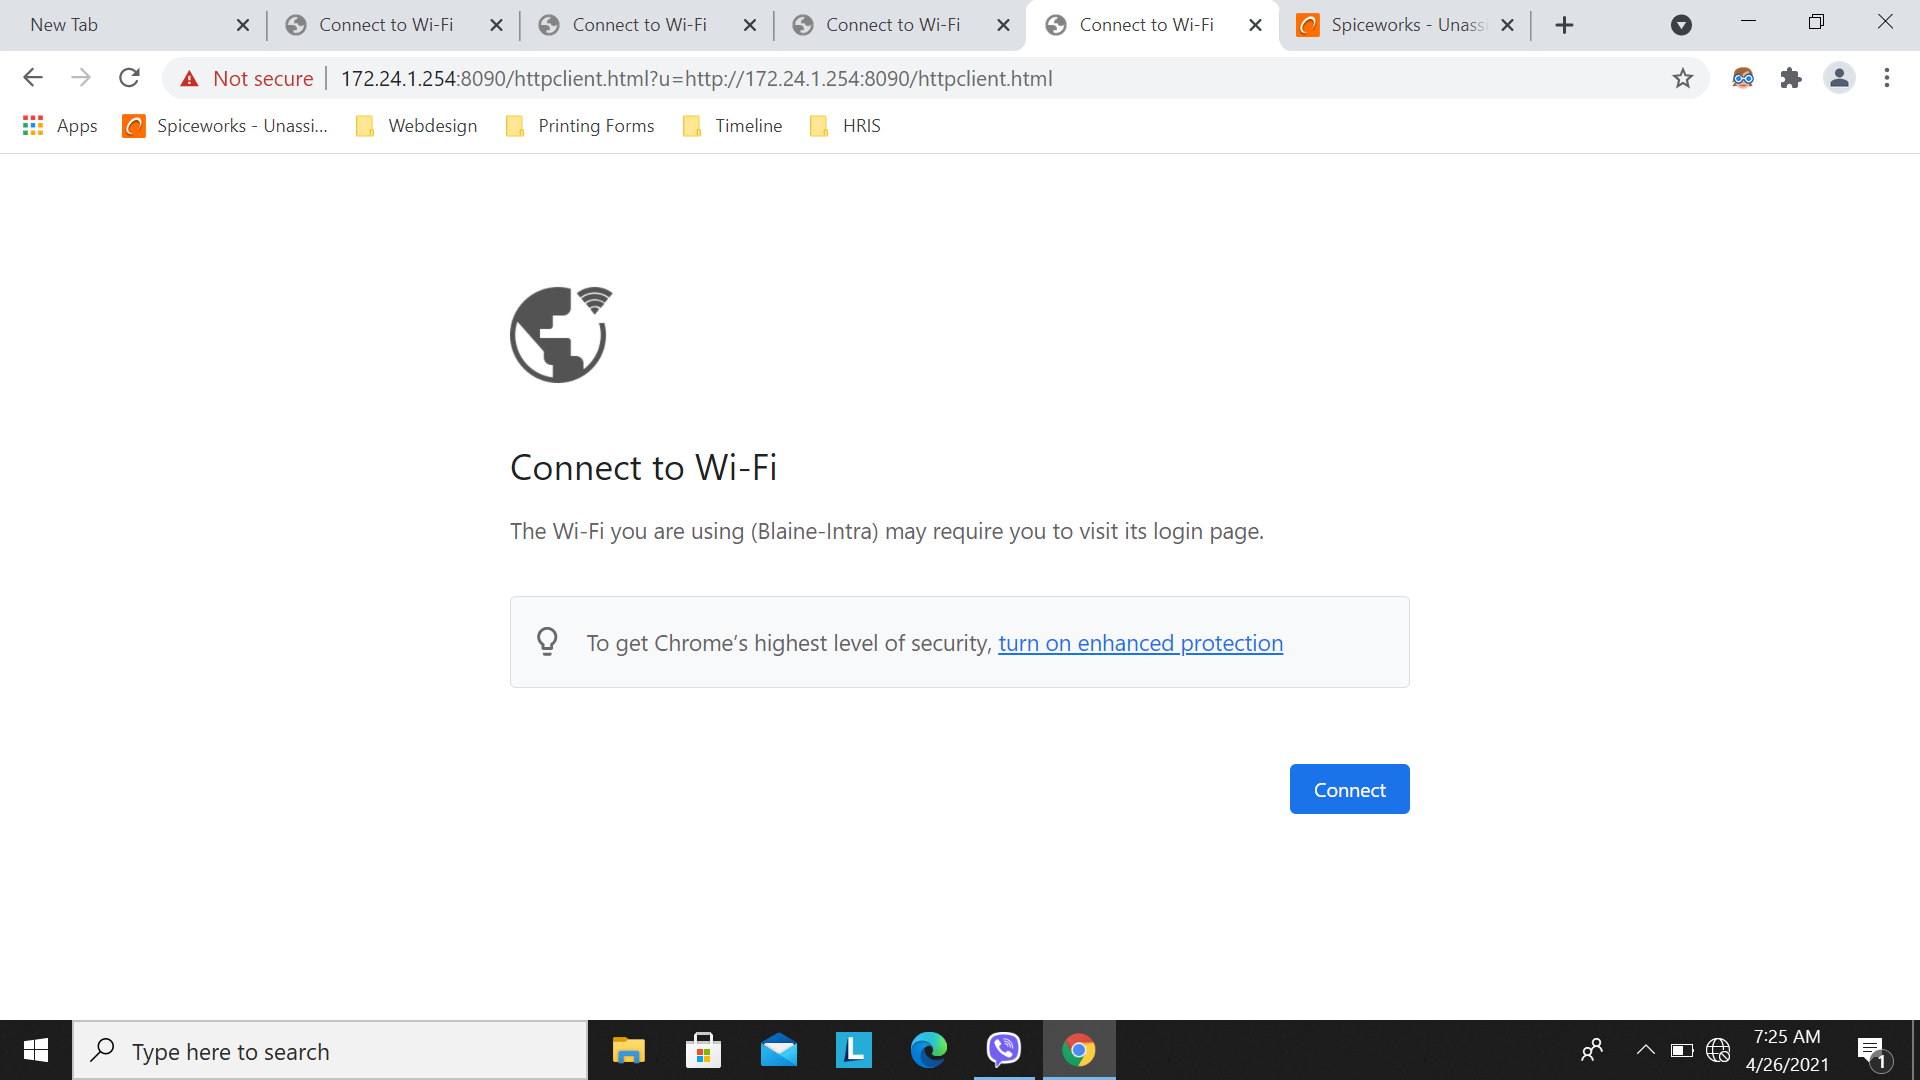 New Tab
Connect to Wi-Fi
Connect to Wi-Fi
Connect to Wi-Fi
Connect to Wi-Fi
Spiceworks - Unassi
Not secure
172.24.1.254:8090/httpclient.html?u=http://172.24.1.254:8090/httpclient.html
Apps
Spiceworks - Unassi...
Webdesign
Printing Forms
Timeline
HRIS
Connect to Wi-Fi
The Wi-Fi you are using (Blaine-Intra) may require you to visit its login page.
To get Chrome’s highest level of security, turn on enhanced protection
Connect
Type here to search
L
7:25 AM
4/26/2021
1